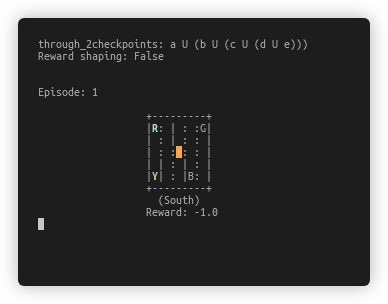 through_2checkpoints: a U (b U (c U (d U e)))
Reward shaping: False
Episode: 1
+---------+
|R: | : :G|
| : | : : |
| : : : : |
| | : | : |
|Y| : |B: |
+---------+
(South)
Reward: -1.0